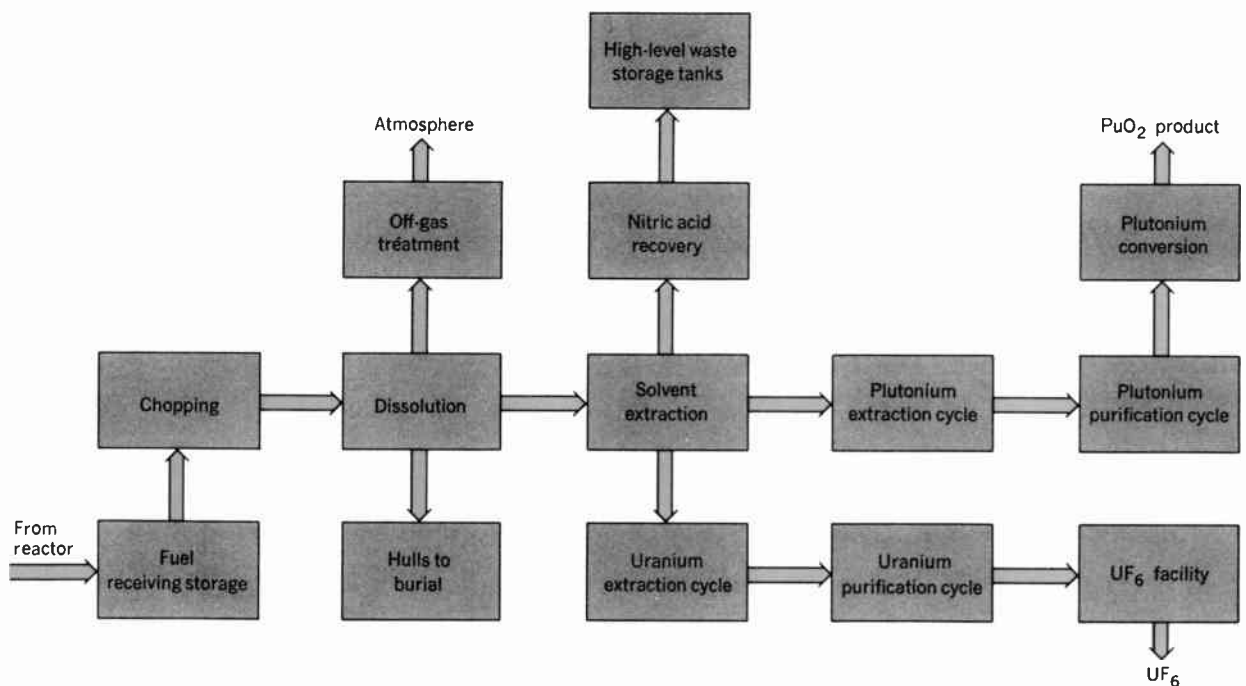 High-level waste
storage tanks
Atmosphere
PuO₂ product
Off-gas
tréatment
Nitric acid
recovery
Plutonium
conversion
Chopping
Dissolution
Solvent
extraction
Plutonium
extraction cycle
Plutonium
purification cycle
From
reactor
Fuel
receiving storage
Hulls to
burial
Uranium
extraction cycle
Uranium
purification cycle
UF₆ facility
UF₆